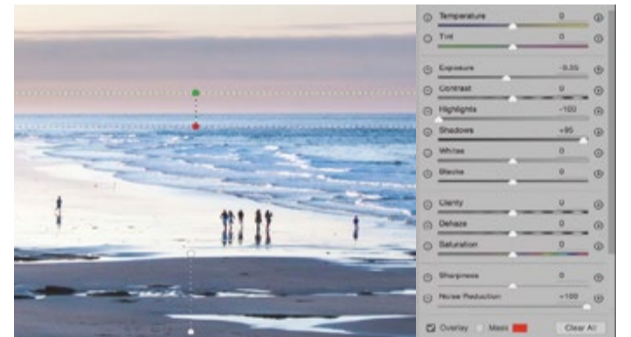 Temperature 0
Tint 0
Exposure -0.35
Contrast 0
Highlights -100
Shadows +95
Whites 0
Blacks 0
Clarity 0
Dehaze 0
Saturation 0
Sharpness 0
Noise Reduction +100
Overlay Mask Clear All